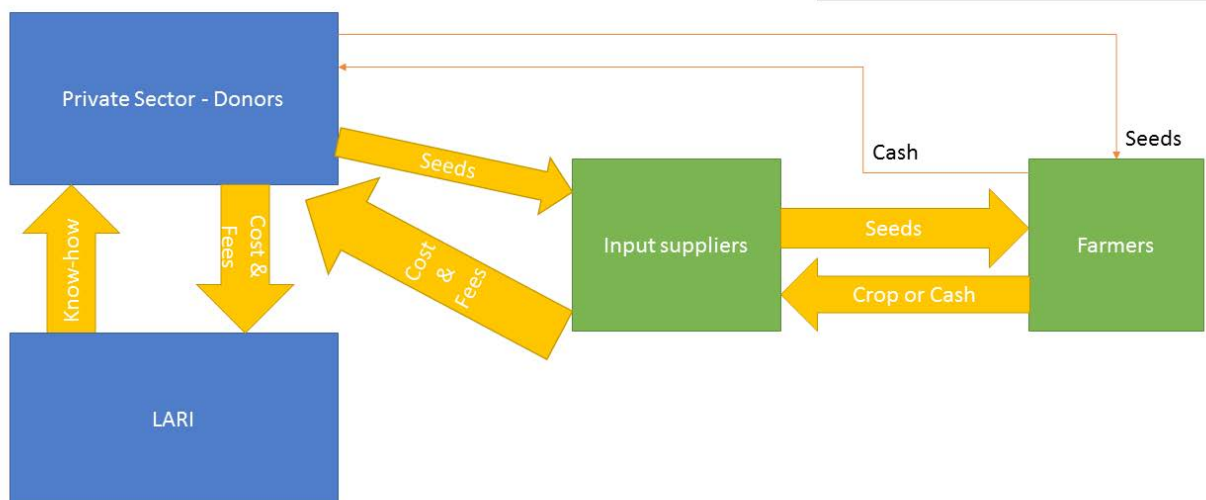 Private Sector - Donors
Seeds
Cash
Seeds
Know-how
Cost &
Fees
Cost
&
Fees
Input suppliers
Seeds
Crop or Cash
Farmers
LARI